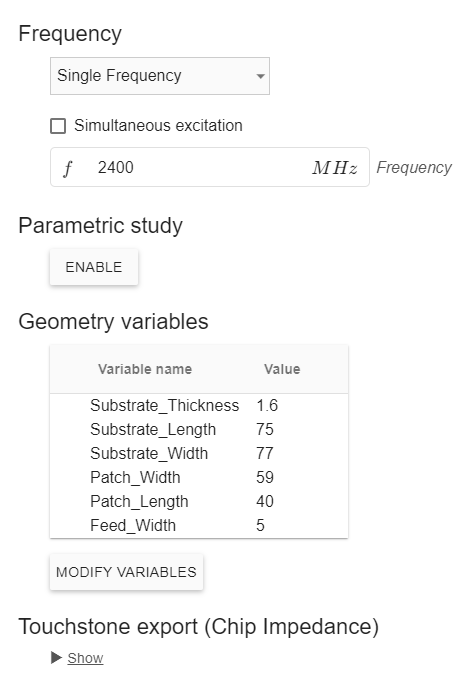 Frequency
Single Frequency
Simultaneous excitation
f 2400 MHz Frequency
Parametric study
ENABLE
Geometry variables
Variable name Value
Substrate_Thickness 1.6
Substrate_Length 75
Substrate_Width 77
Patch_Width 59
Patch_Length 40
Feed_Width 5
MODIFY VARIABLES
Touchstone export (Chip Impedance)
Show